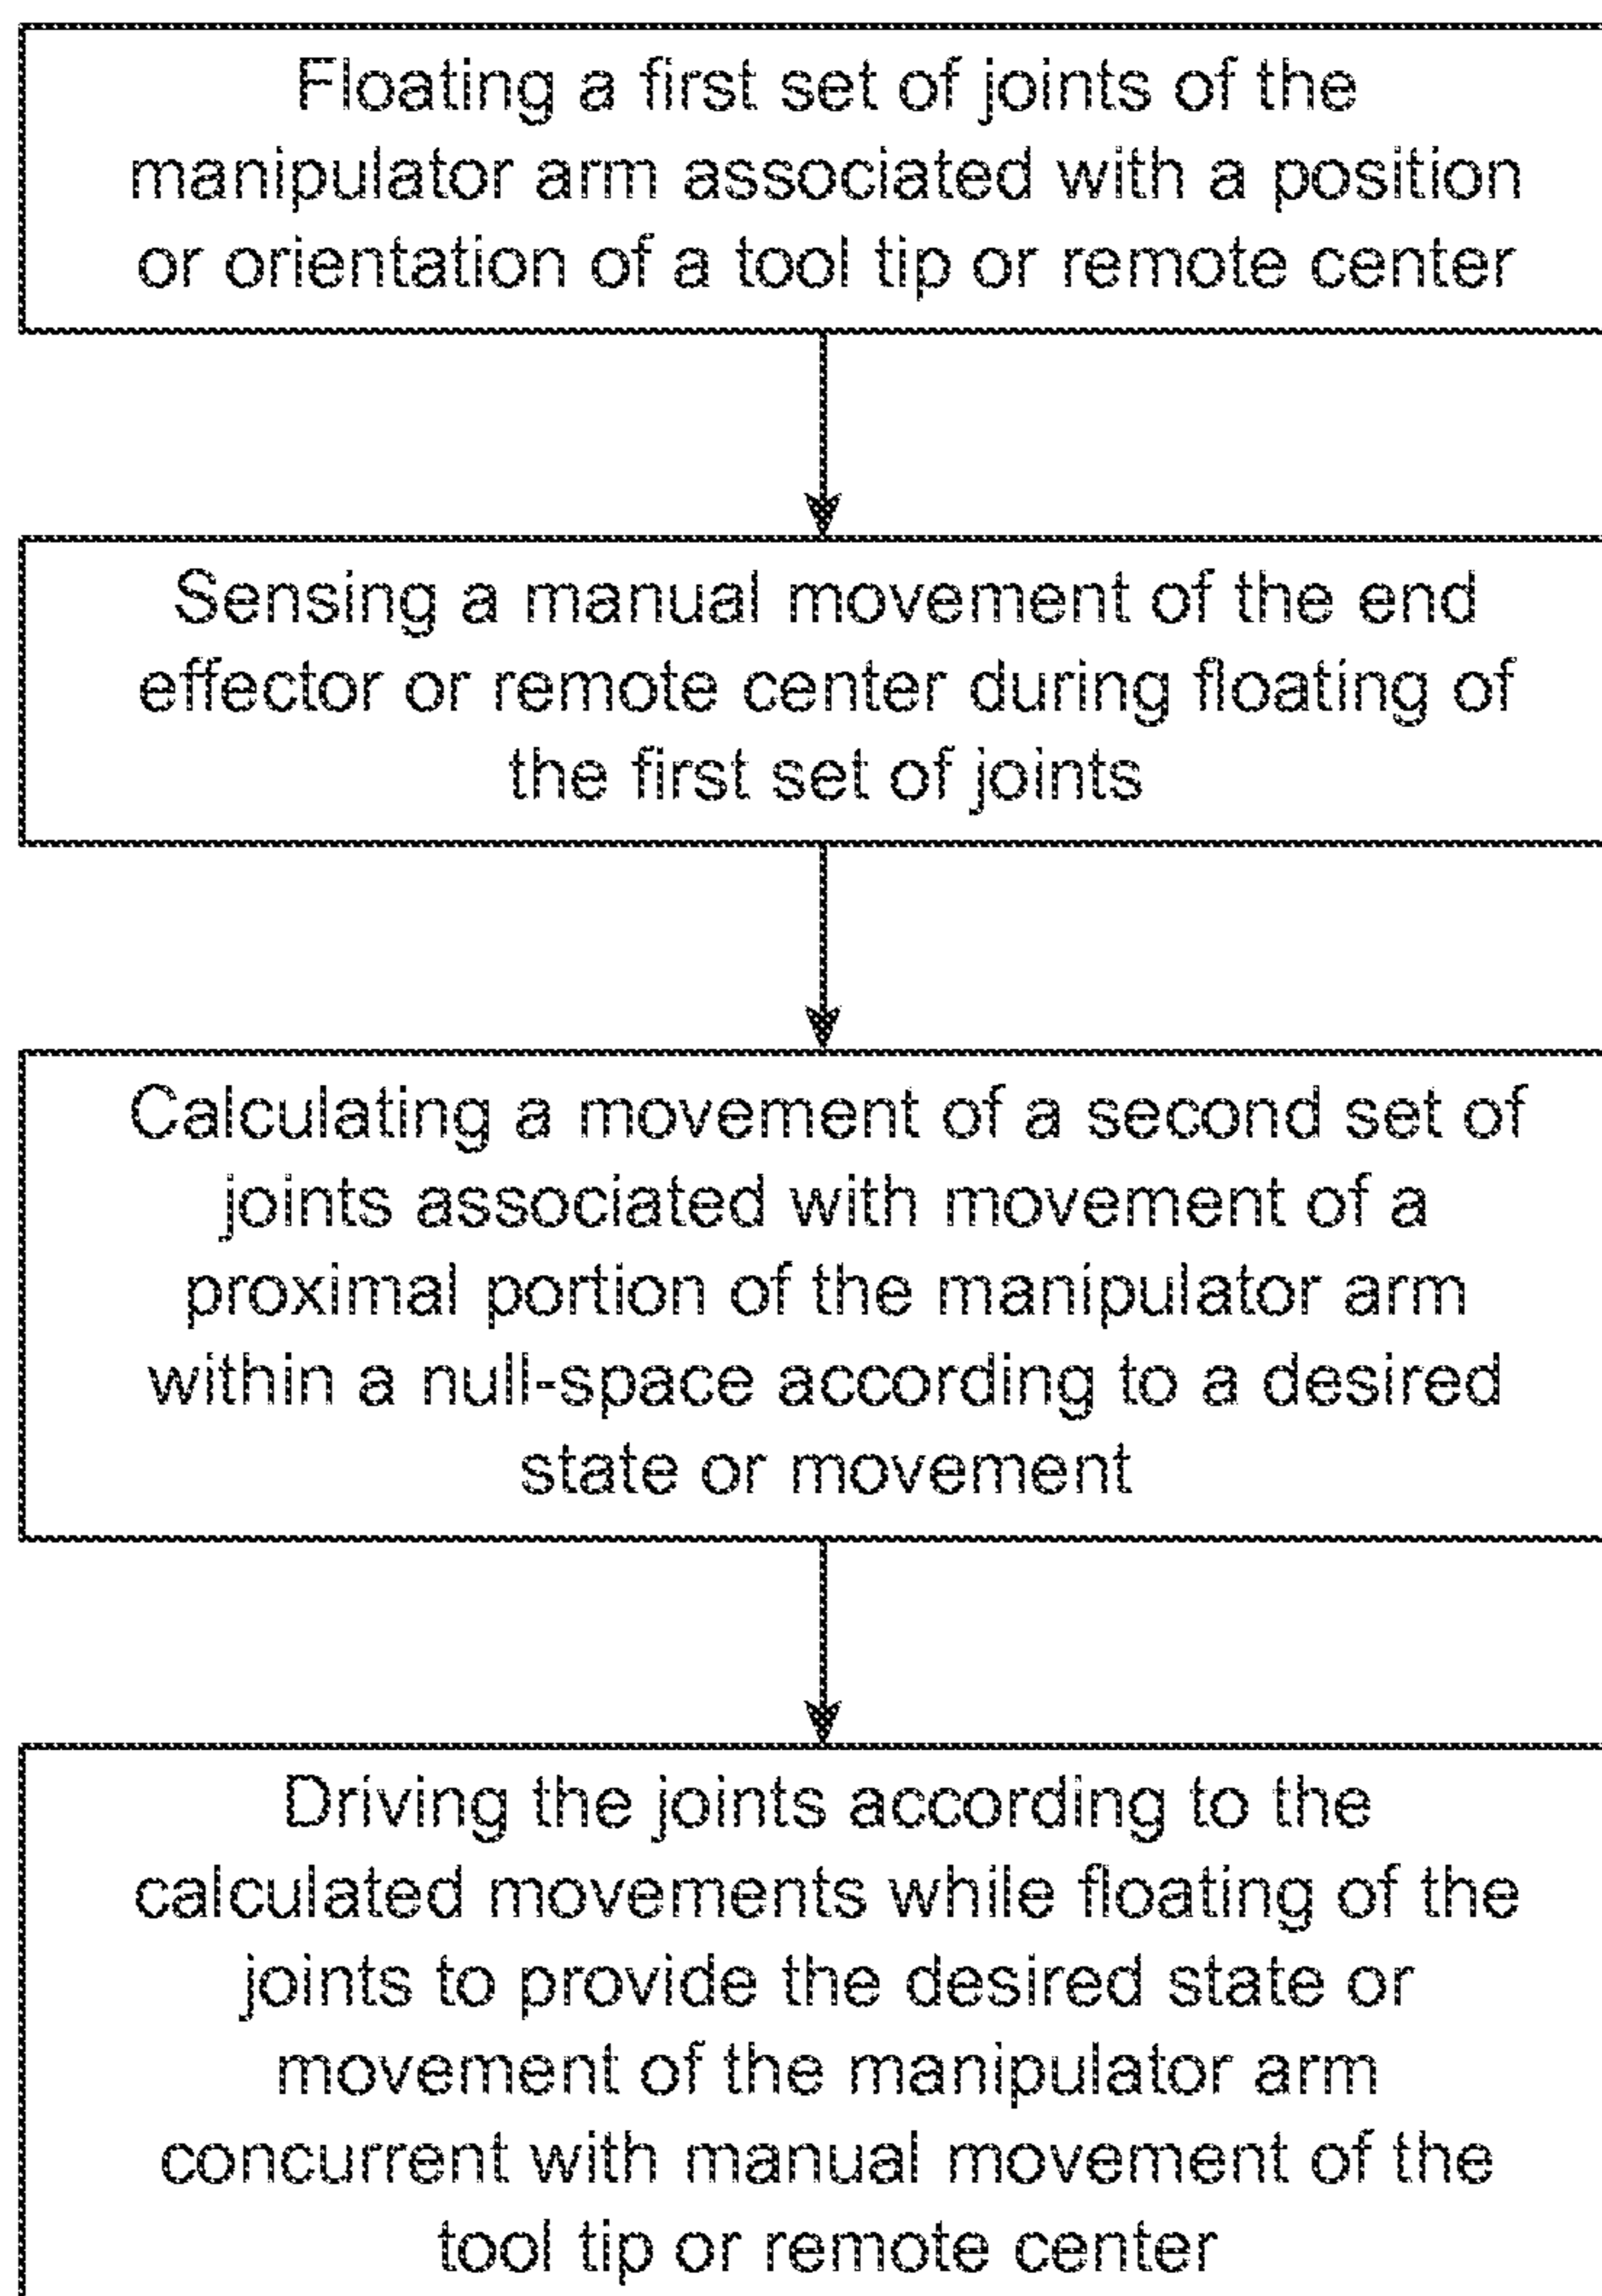 Floating a first set of joints of the
manipulator arm associated with a position
or orientation of a tool tip or remote center
Sensing a manual movement of the end
effector or remote center during floating of
the first set of joints
Calculating a movement of a second set of
joints associated with movement of a
proximal portion of the manipulator arm
within a null-space according to a desired
state or movement
Driving the joints according to the
calculated movements while floating of the
joints to provide the desired state or
movement of the manipulator arm
concurrent with manual movement of the
tool tip or remote center